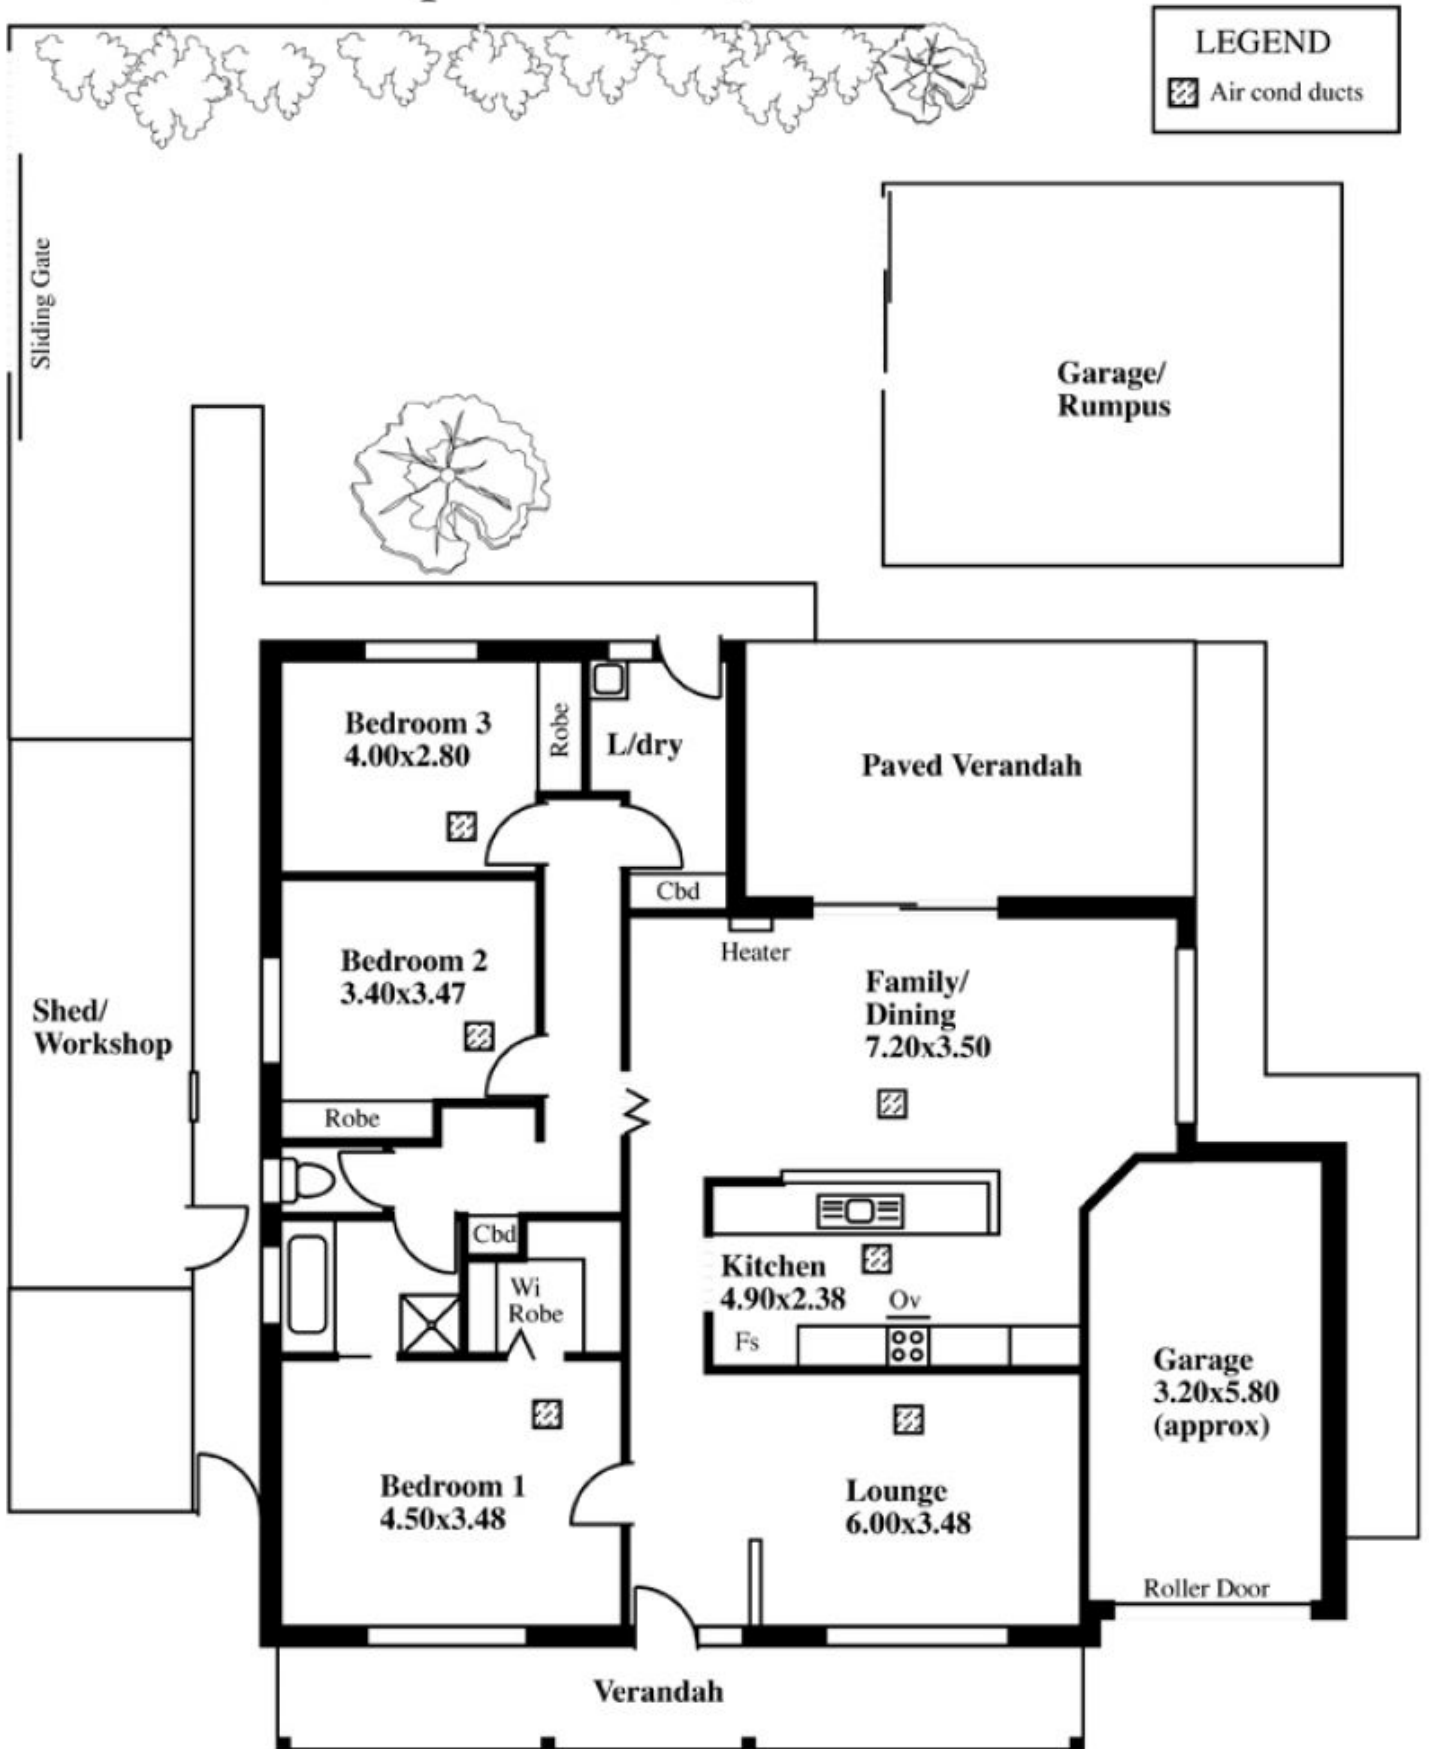 LEGEND
Air cond ducts
Sliding Gate
Garage/
Rumpus
Bedroom 3
4.00x2.80
Robe
L/dry
Paved Verandah
Cbd
Heater
Bedroom 2
3.40x3.47
Family/
Dining
7.20x3.50
Shed/
Workshop
Robe
Cbd
Wi
Robe
Kitchen
4.90x2.38
Ov
Fs
Garage
3.20x5.80
(approx)
Bedroom 1
4.50x3.48
Lounge
6.00x3.48
Roller Door
Verandah